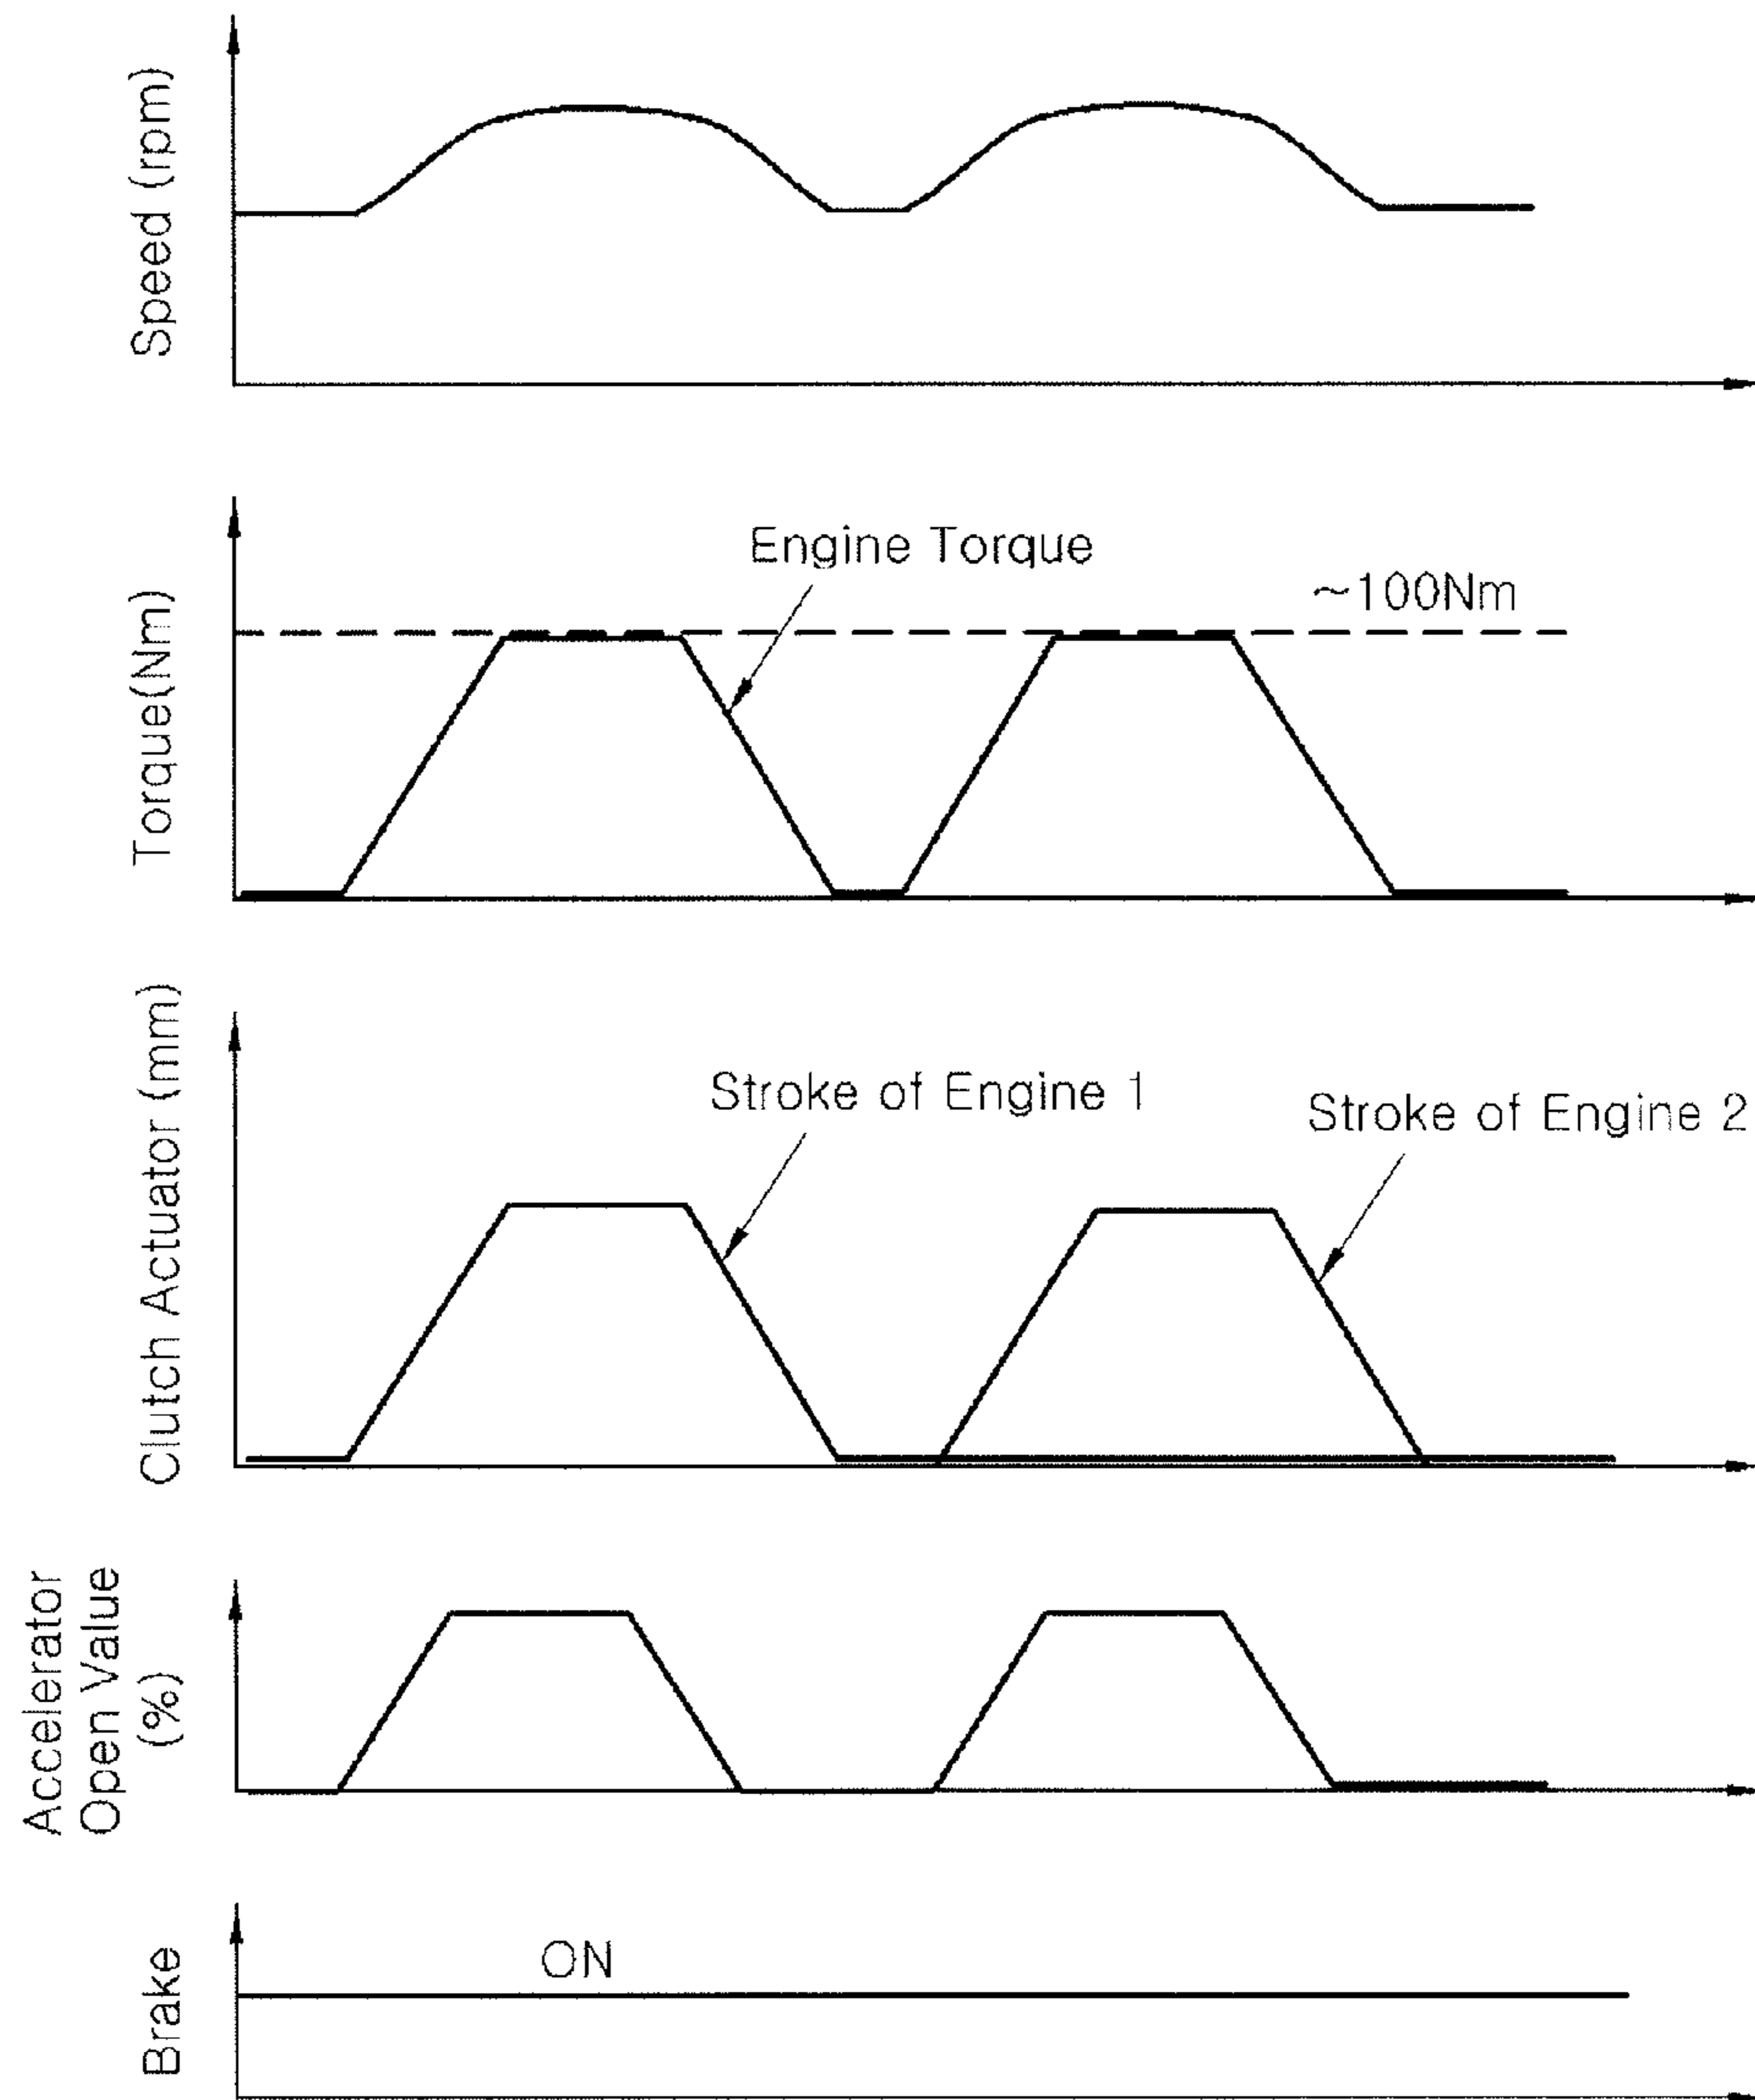 Speed (rpm)
Engine Torque
~100Nm
Torque(Nm)
Stroke of Engine 1
Stroke of Engine 2
Clutch Actuator (mm)
Accelerator
Open Value
(%)
ON
Brake